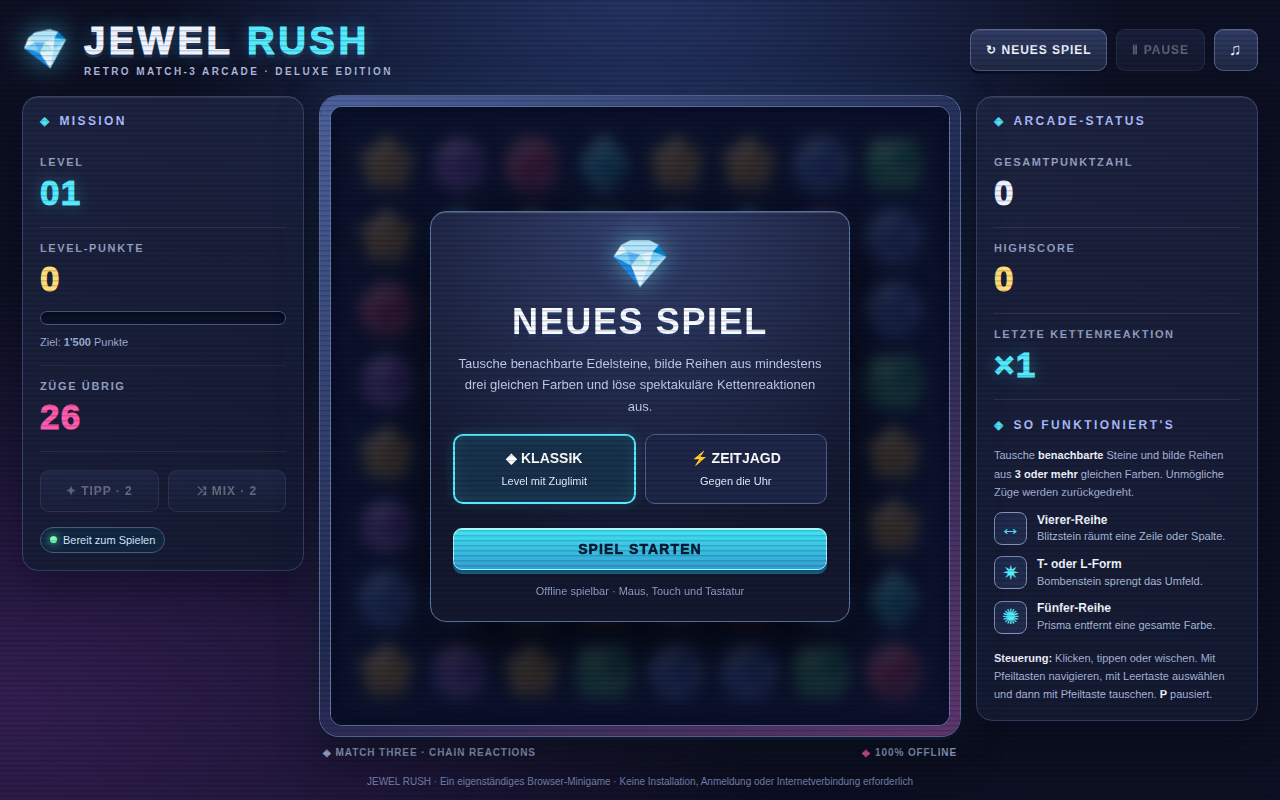 JEWEL RUSH
RETRO MATCH-3 ARCADE · DELUXE EDITION
↻ NEUES SPIEL
Ⅱ PAUSE
♫
◈ MISSION
LEVEL
01
LEVEL-PUNKTE
0
Ziel: 1'500 Punkte
ZÜGE ÜBRIG
26
✦ TIPP · 2
⤨ MIX · 2
Bereit zum Spielen
NEUES SPIEL
Tausche benachbarte Edelsteine, bilde Reihen aus mindestens
drei gleichen Farben und löse spektakuläre Kettenreaktionen
aus.
◆ KLASSIK
Level mit Zuglimit
⚡ ZEITJAGD
Gegen die Uhr
SPIEL STARTEN
Offline spielbar · Maus, Touch und Tastatur
◈ ARCADE-STATUS
GESAMTPUNKTZAHL
0
HIGHSCORE
0
LETZTE KETTENREAKTION
×1
◈ SO FUNKTIONIERT'S
Tausche benachbarte Steine und bilde Reihen
aus 3 oder mehr gleichen Farben. Unmögliche
Züge werden zurückgedreht.
Vierer-Reihe
Blitzstein räumt eine Zeile oder Spalte.
T- oder L-Form
Bombenstein sprengt das Umfeld.
Fünfer-Reihe
Prisma entfernt eine gesamte Farbe.
Steuerung: Klicken, tippen oder wischen. Mit
Pfeiltasten navigieren, mit Leertaste auswählen
und dann mit Pfeiltaste tauschen. P pausiert.
◆ MATCH THREE · CHAIN REACTIONS
◆ 100% OFFLINE
JEWEL RUSH · Ein eigenständiges Browser-Minigame · Keine Installation, Anmeldung oder Internetverbindung erforderlich